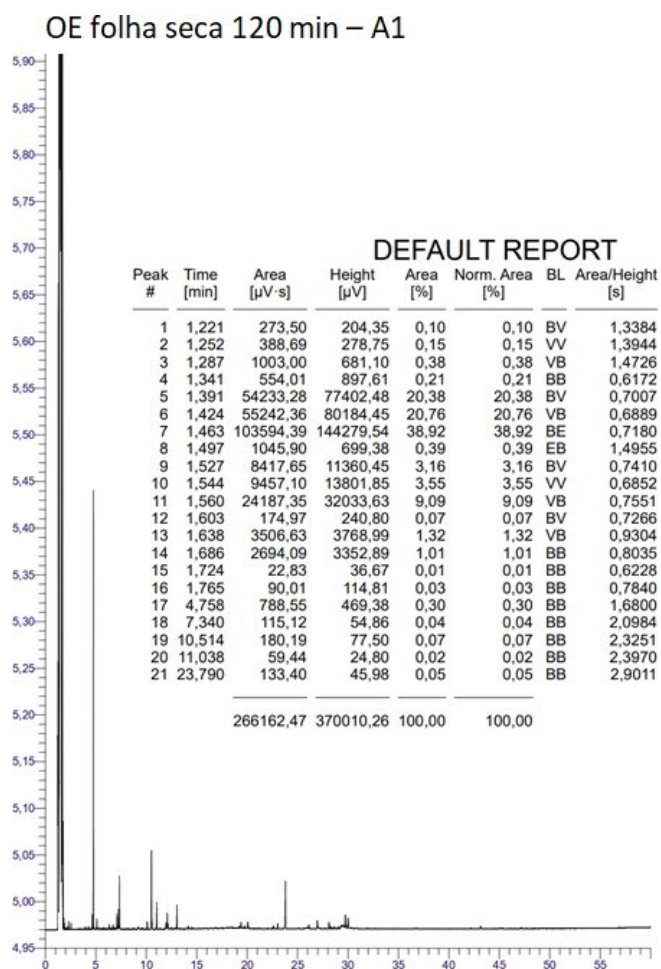 OE folha seca 120 min – A1
5,90
5,85
5,80
5,75
5,70
5,65
5,60
5,55
5,50
5,45
5,40
5,35
5,30
5,25
5,20
5,15
5,10
5,05
5,00
4,95
DEFAULT REPORT
Peak Time Area Height Area Norm. Area BL Area/Height
# [min] [µV·s] [µV] [%] [%] [s]
1 1,221 273,50 204,35 0,10 0,10 BV 1,3384
2 1,252 388,69 278,75 0,15 0,15 VV 1,3944
3 1,287 1003,00 681,10 0,38 0,38 VB 1,4726
4 1,341 554,01 897,61 0,21 0,21 BB 0,6172
5 1,391 54233,28 77402,48 20,38 20,38 BV 0,7007
6 1,424 55242,36 80184,45 20,76 20,76 VB 0,6889
7 1,463 103594,39 144279,54 38,92 38,92 BE 0,7180
8 1,497 1045,90 699,38 0,39 0,39 EB 1,4955
9 1,527 8417,65 11360,45 3,16 3,16 BV 0,7410
10 1,544 9457,10 13801,85 3,55 3,55 VV 0,6852
11 1,560 24187,35 32033,63 9,09 9,09 VB 0,7551
12 1,603 174,97 240,80 0,07 0,07 BV 0,7266
13 1,638 3506,63 3768,99 1,32 1,32 VB 0,9304
14 1,686 2694,09 3352,89 1,01 1,01 BB 0,8035
15 1,724 22,83 36,67 0,01 0,01 BB 0,6228
16 1,765 90,01 114,81 0,03 0,03 BB 0,7840
17 4,758 788,55 469,38 0,30 0,30 BB 1,6800
18 7,340 115,12 54,86 0,04 0,04 BB 2,0984
19 10,514 180,19 77,50 0,07 0,07 BB 2,3251
20 11,038 59,44 24,80 0,02 0,02 BB 2,3970
21 23,790 133,40 45,98 0,05 0,05 BB 2,9011
266162,47 370010,26 100,00 100,00
0 5 10 15 20 25 30 35 40 45 50 55